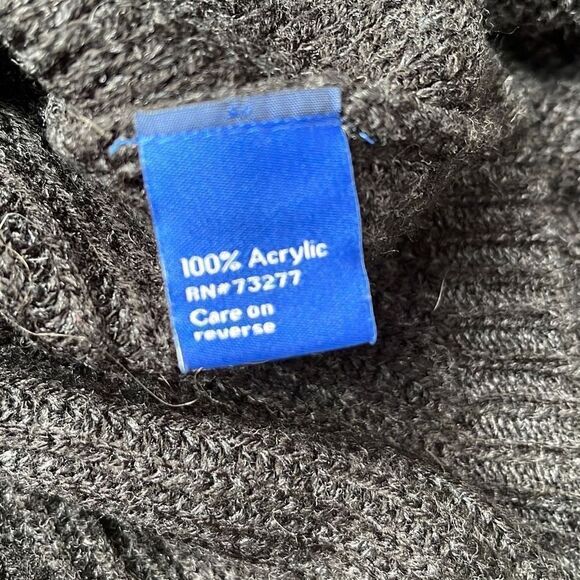 100% Acrylic
RN#73277
Care on
reverse